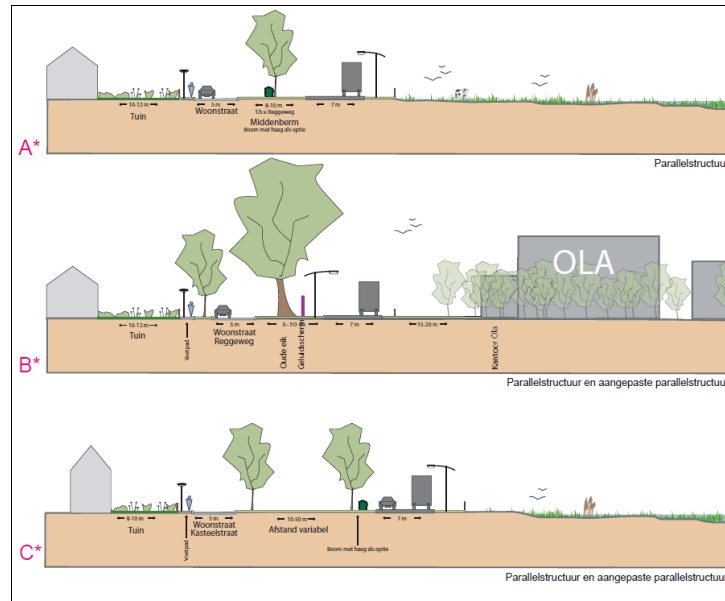 10-12 m
5 m
8-10 m
7 m
Tuin
Woonstraat
T.h.v. Reggeweg
Middenberm
Boom met haag als optie
A*
Parallelstructuur
OLA
10-12 m
5 m
5-10 m
7 m
15-20 m
Tuin
Voetpad
Woonstraat
Reggeweg
Oude eik
Geluidsscherm
Kantoor Ola
B*
Parallelstructuur en aangepaste parallelstructuur
8-10 m
5 m
10-50 m
7 m
Tuin
Voetpad
Woonstraat
Kasteelstraat
Afstand variabel
Boom met haag als optie
C*
Parallelstructuur en aangepaste parallelstructuur